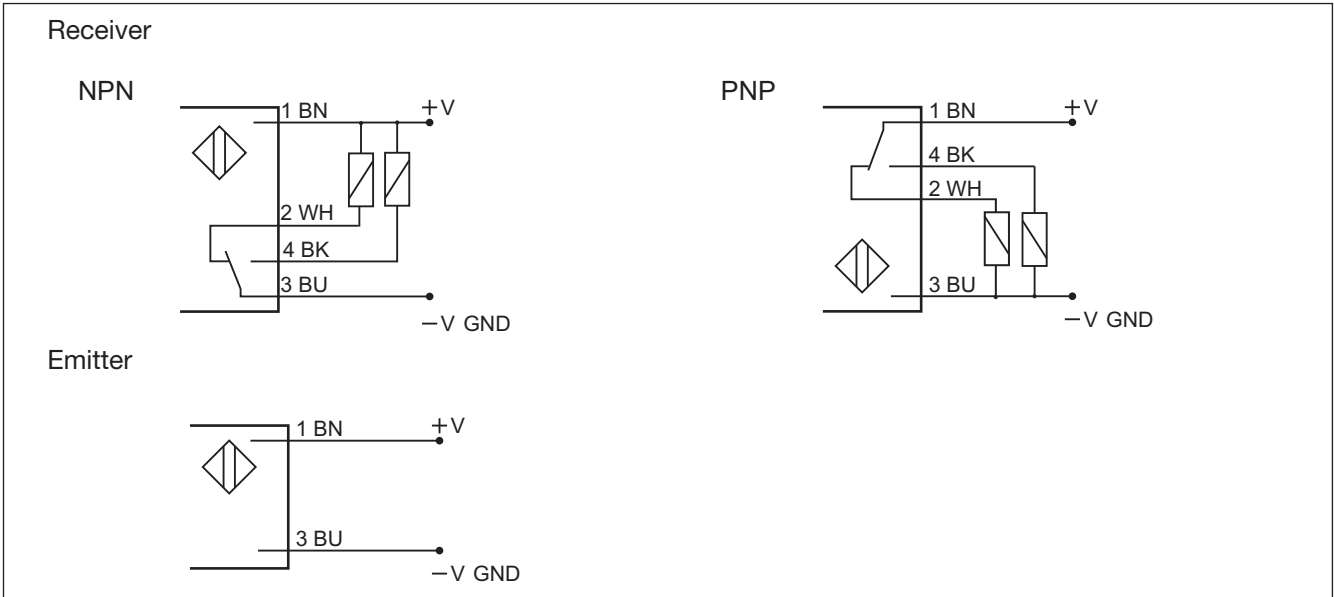 Receiver
NPN
1 BN
+V
2 WH
4 BK
3 BU
−V GND
PNP
1 BN
+V
4 BK
2 WH
3 BU
−V GND
Emitter
1 BN
+V
3 BU
−V GND